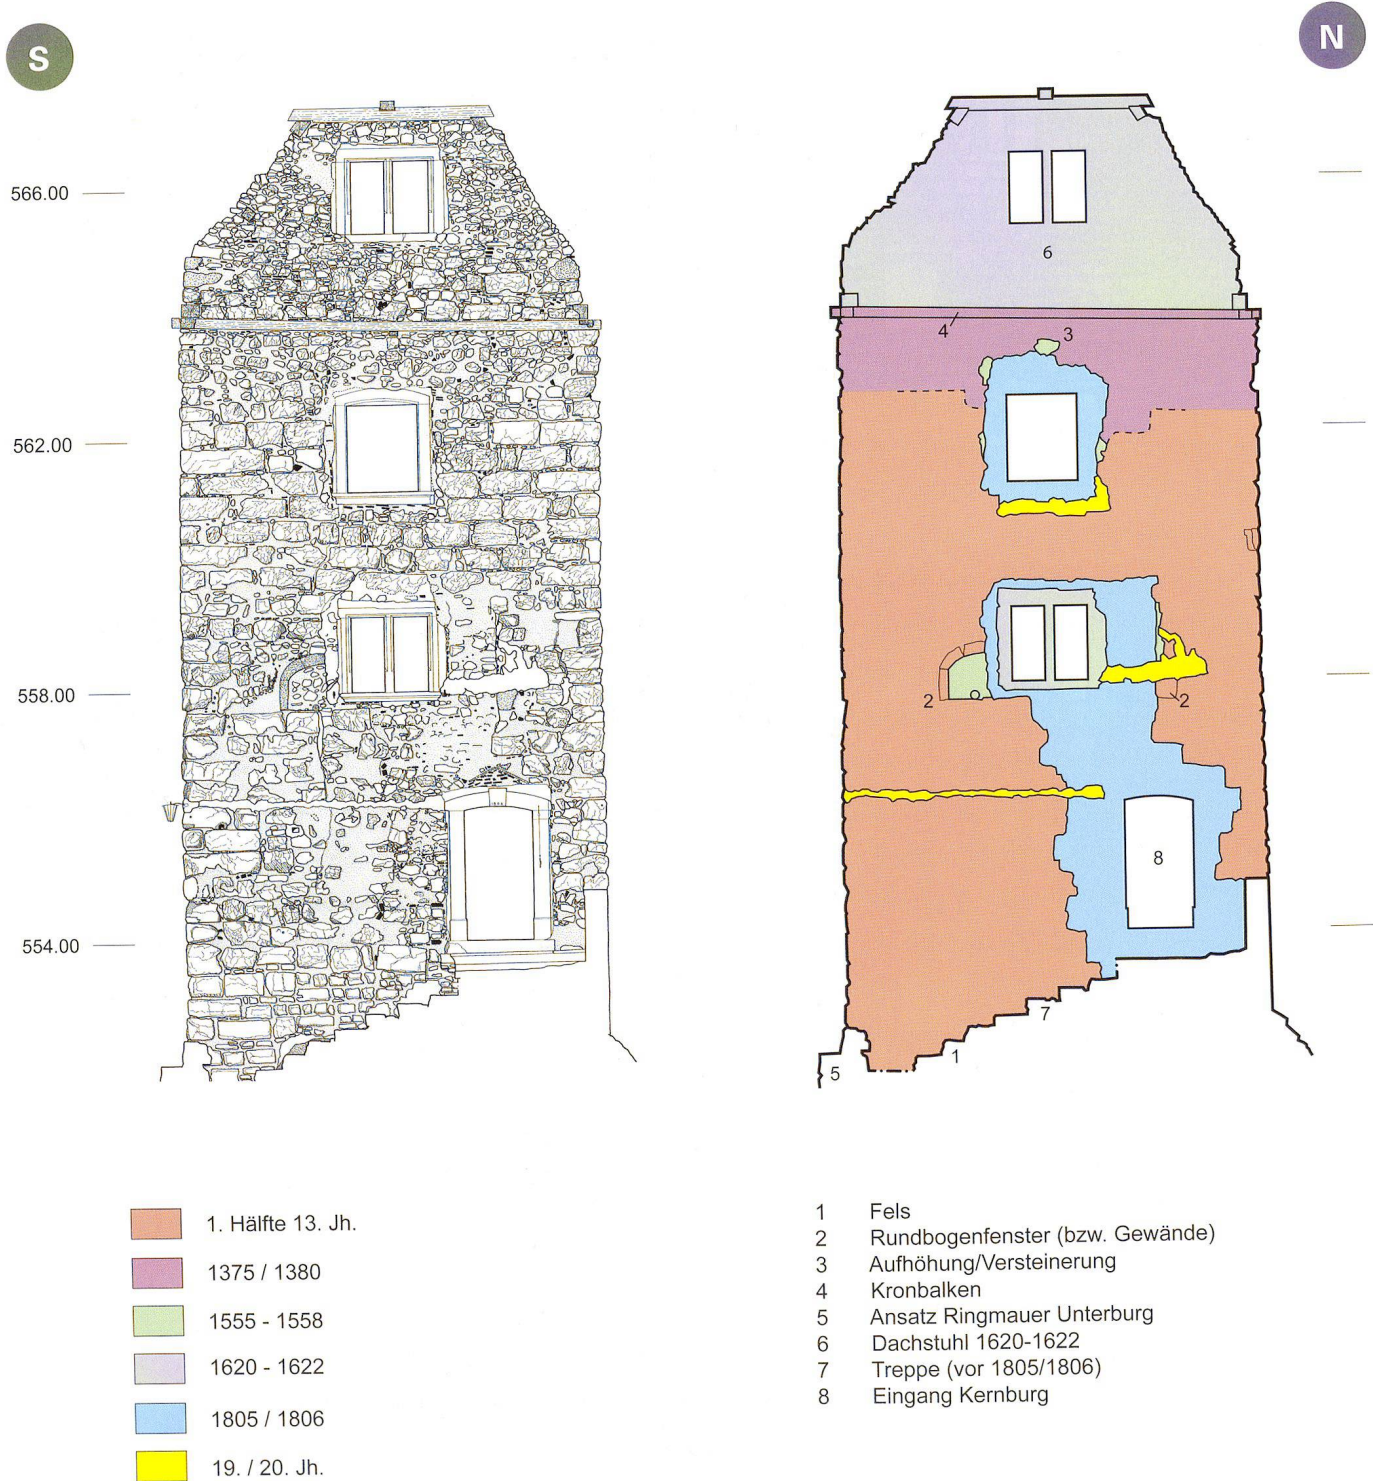 S
N
566.00
562.00
558.00
554.00
6
4
3
2
2
8
7
1
5
1. Hälfte 13. Jh.
1375 / 1380
1555 - 1558
1620 - 1622
1805 / 1806
19. / 20. Jh.
1 Fels
2 Rundbogenfenster (bzw. Gewände)
3 Aufhöhung/Versteinerung
4 Kronbalken
5 Ansatz Ringmauer Unterburg
6 Dachstuhl 1620-1622
7 Treppe (vor 1805/1806)
8 Eingang Kernburg